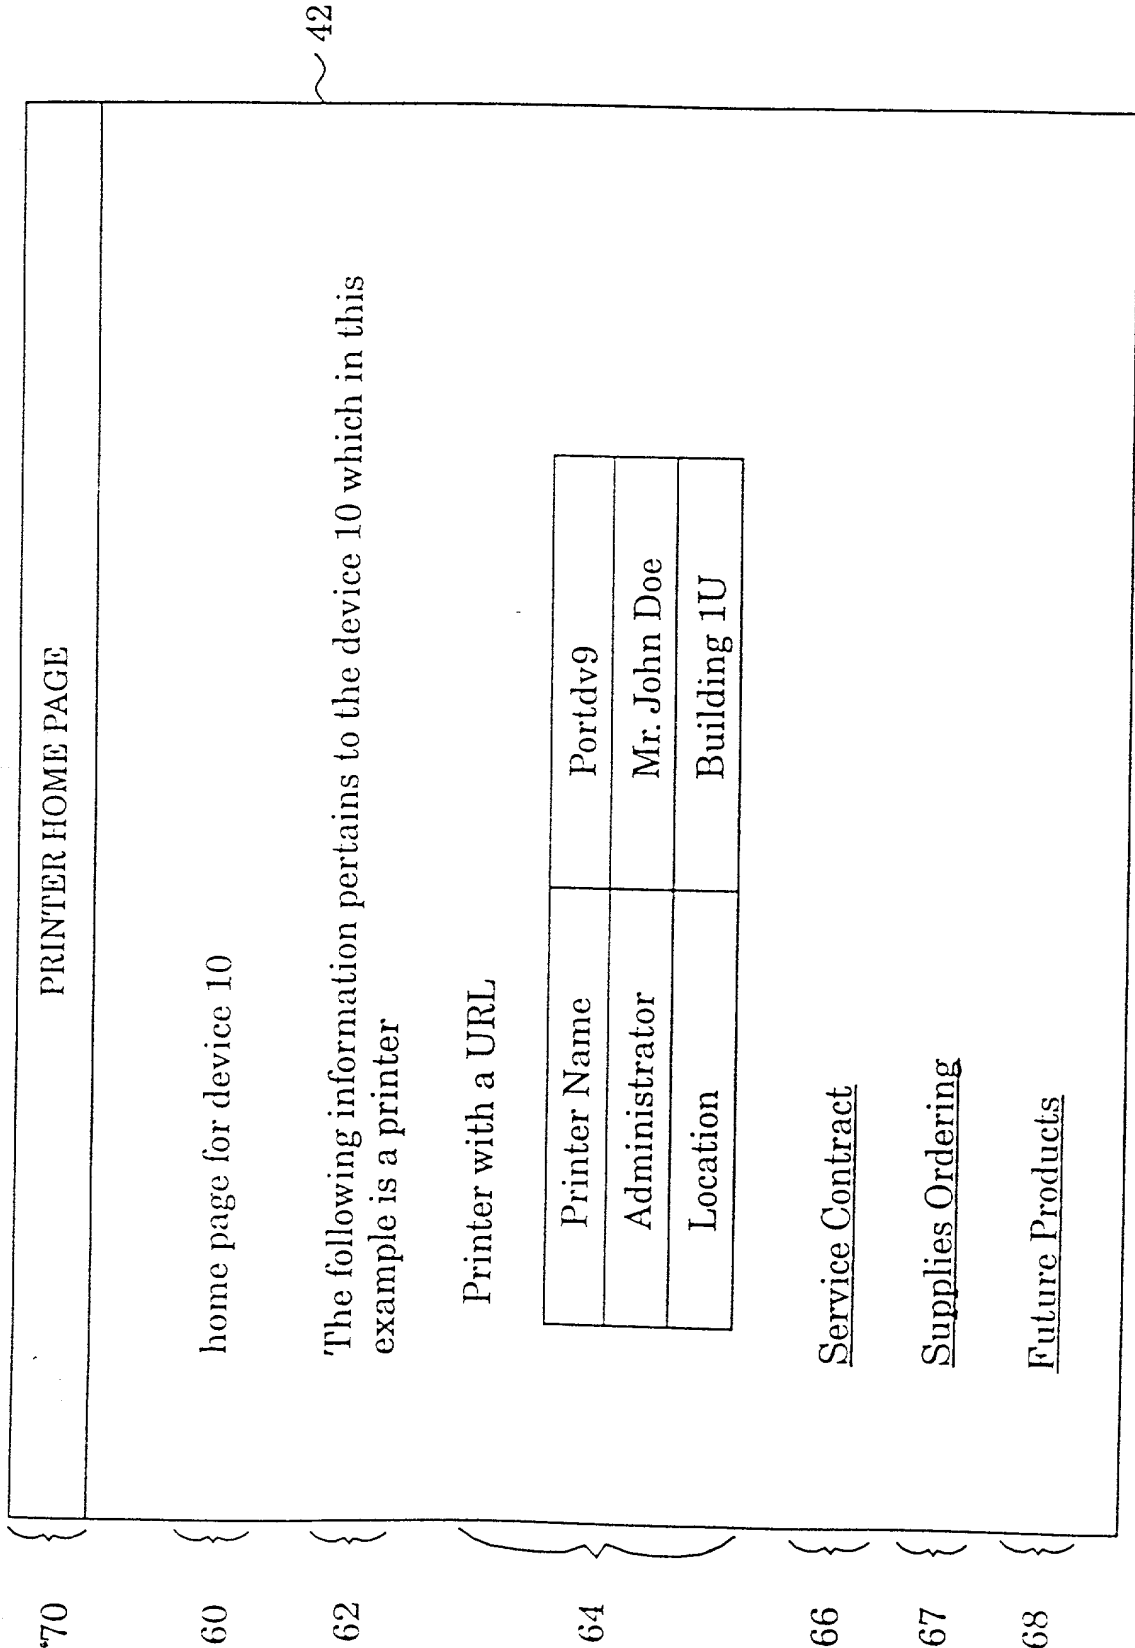 42
70 PRINTER HOME PAGE
60 home page for device 10
62 The following information pertains to the device 10 which in this
example is a printer
64 Printer with a URL
Printer Name Portdv9
Administrator Mr. John Doe
Location Building 1U
66 Service Contract
67 Supplies Ordering
68 Future Products